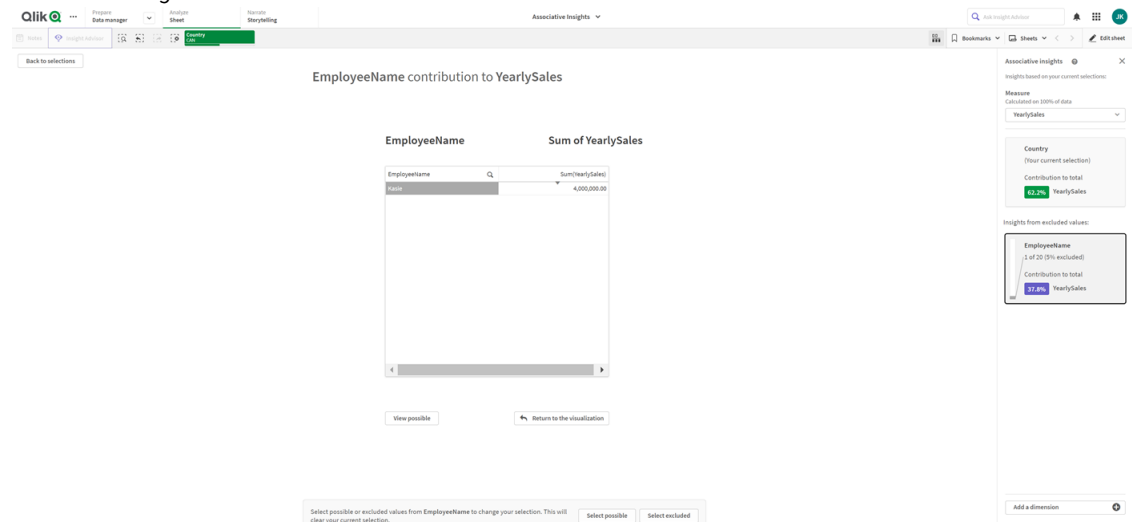 Qlik
Prepare
Data manager
Analyze
Sheet
Narrate
Storytelling
Associative Insights
Ask Insight Advisor
JK
Notes
Insight Advisor
Country
CAN
Bookmarks
Sheets
Edit sheet
Back to selections
EmployeeName contribution to YearlySales
EmployeeName
Sum of YearlySales
EmployeeName
Sum(YearlySales)
Kasie
4,000,000.00
View possible
Return to the visualization
Select possible or excluded values from EmployeeName to change your selection. This will
clear your current selection.
Select possible
Select excluded
Associative insights
Insights based on your current selections:
Measure
Calculated on 100% of data
YearlySales
Country
(Your current selection)
Contribution to total
62.2% YearlySales
Insights from excluded values:
EmployeeName
1 of 20 (5% excluded)
Contribution to total
37.8% YearlySales
Add a dimension